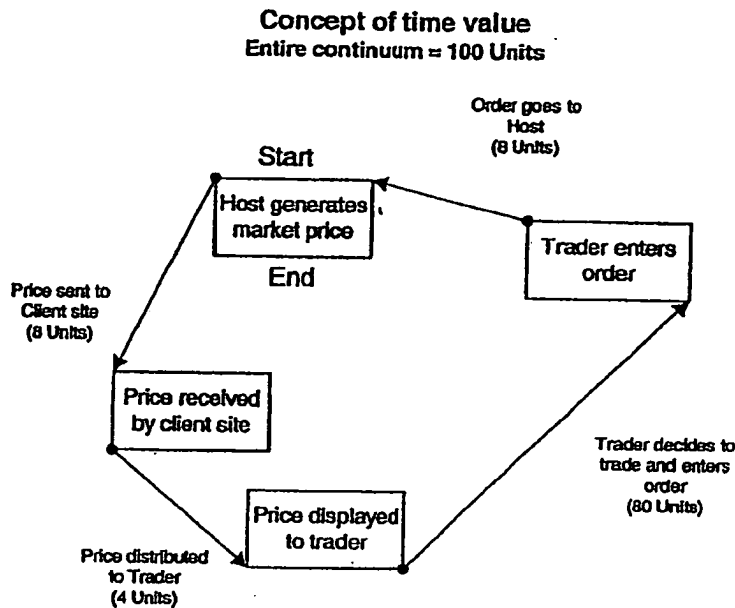 Concept of time value
Entire continuum = 100 Units
Order goes to
Host
(8 Units)
Start
Host generates
market price
End
Trader enters
order
Price sent to
Client site
(8 Units)
Price received
by client site
Trader decides to
trade and enters
order
(80 Units)
Price displayed
to trader
Price distributed
to Trader
(4 Units)